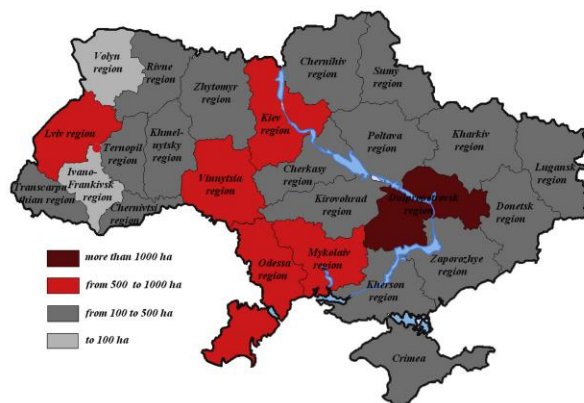 Volyn
region
Rivne
region
Zhytomyr
region
Chernihiv
region
Sumy
region
Kiev
region
Lviv region
Ternopil
region
Khmel-
nytsky
region
Poltava
region
Kharkiv
region
Lugansk
region
Ivano-
Frankivsk
region
Vinnytsia
region
Cherkasy
region
Transcarpa
thian region
Chernivtsi
region
Kirovohrad
region
Dnipropetrovsk
region
Donetsk
region
Odessa
region
Mykolaiv
region
Zaporozhye
region
Kherson
region
Crimea
more than 1000 ha
from 500 to 1000 ha
from 100 to 500 ha
to 100 ha